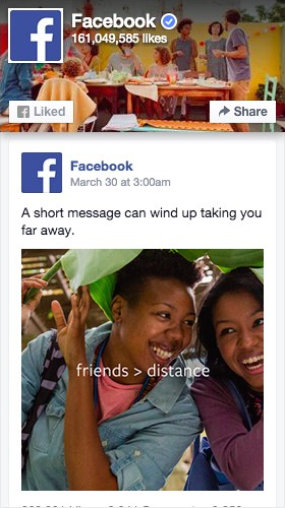 Facebook
161,049,585 likes
Liked
Share
Facebook
March 30 at 3:00am
A short message can wind up taking you
far away.
friends > distance